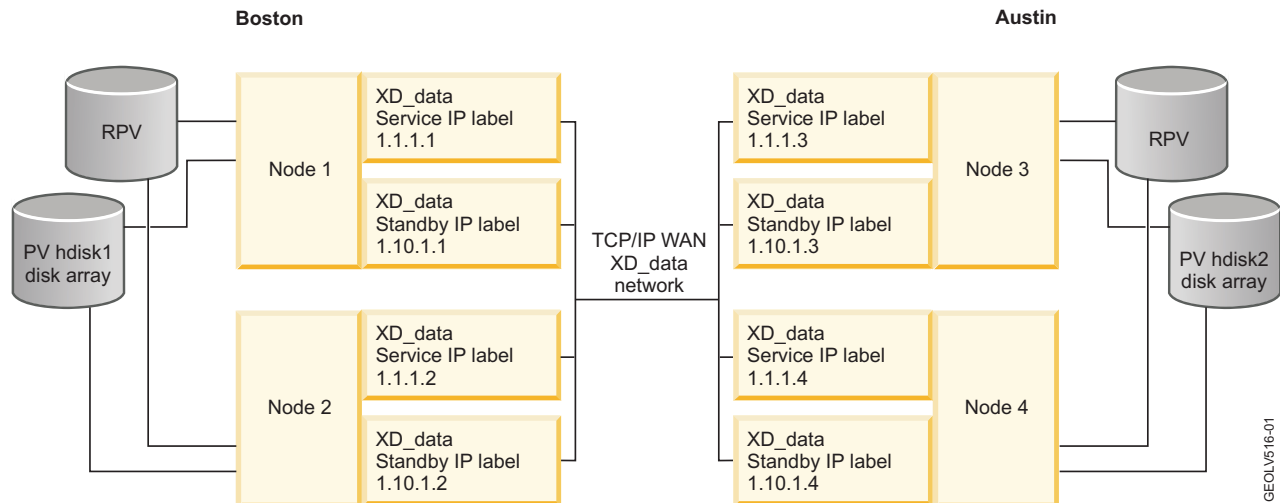 Boston
Austin
RPV
PV hdisk1
disk array
Node 1
XD_data
Service IP label
1.1.1.1
XD_data
Standby IP label
1.10.1.1
Node 2
XD_data
Service IP label
1.1.1.2
XD_data
Standby IP label
1.10.1.2
TCP/IP WAN
XD_data
network
XD_data
Service IP label
1.1.1.3
XD_data
Standby IP label
1.10.1.3
Node 3
XD_data
Service IP label
1.1.1.4
XD_data
Standby IP label
1.10.1.4
Node 4
RPV
PV hdisk2
disk array
GEOLV516-01